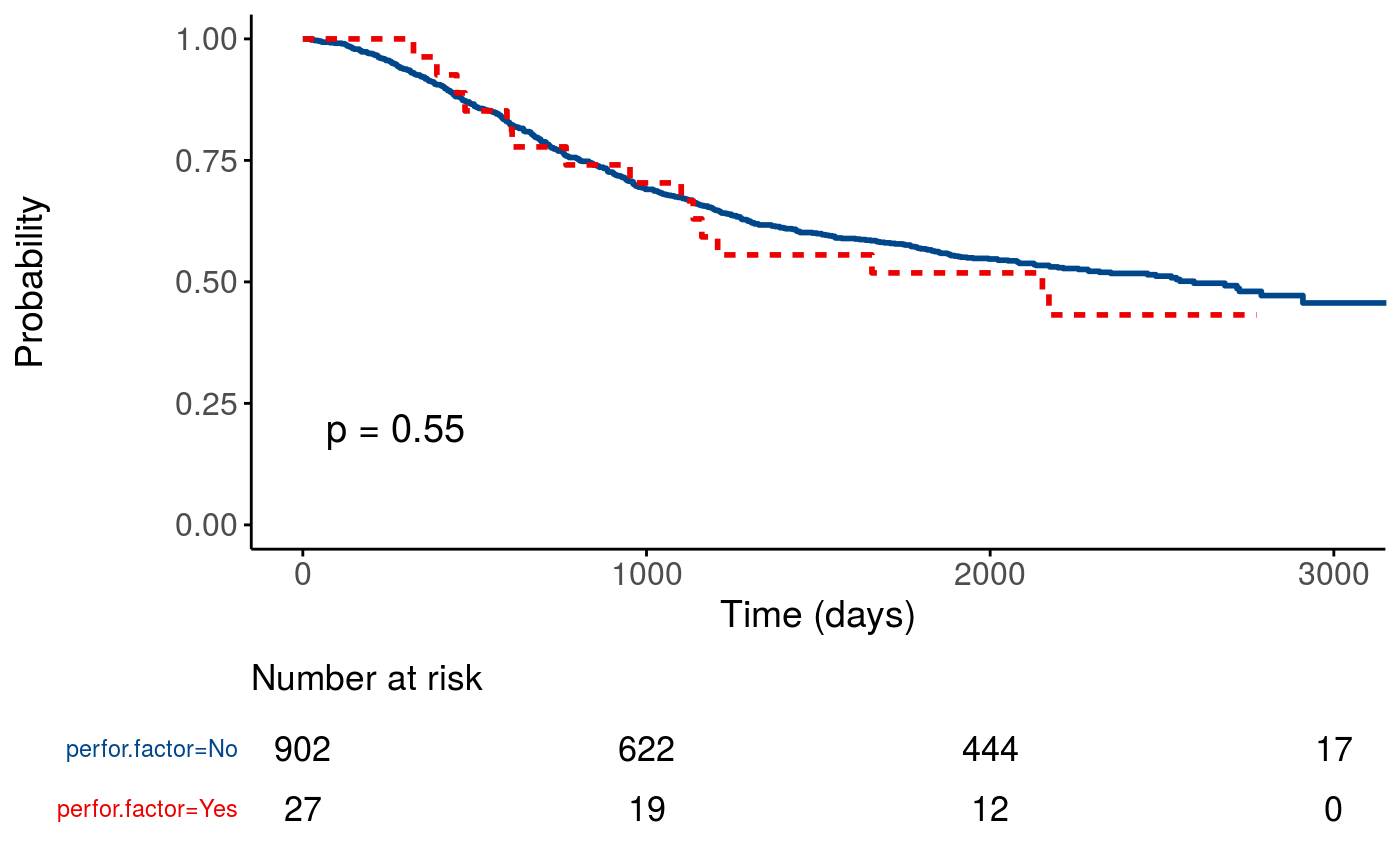 Probability
1.00
0.75
0.50
0.25
0.00
p = 0.55
0 1000 2000 3000
Time (days)
Number at risk
perfor.factor=No 902 622 444 17
perfor.factor=Yes 27 19 12 0